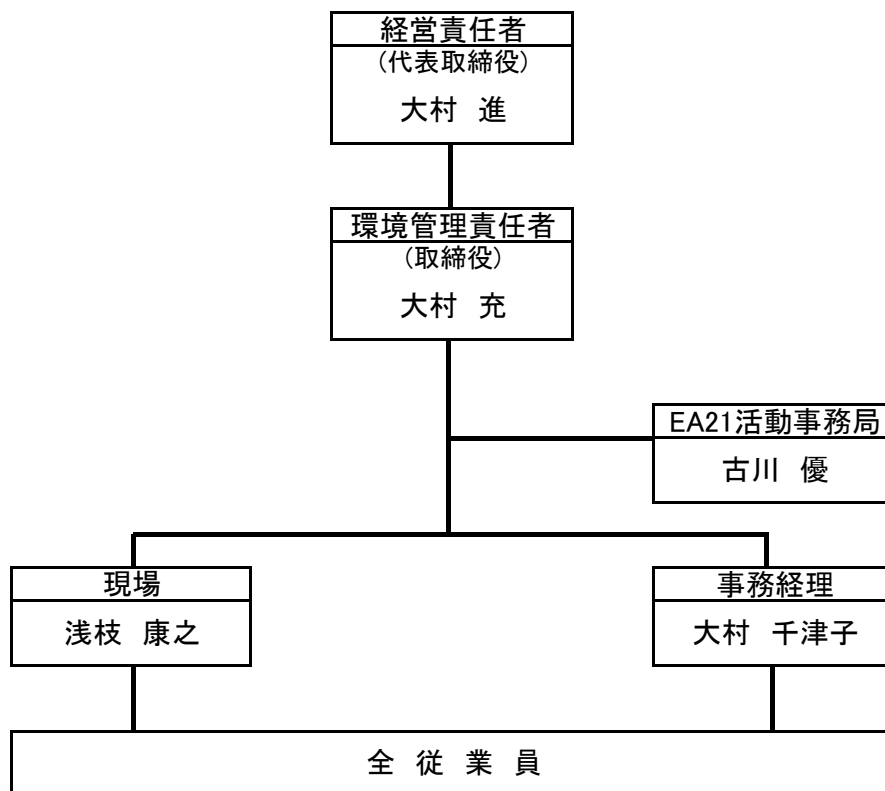 経営責任者
(代表取締役)
大村 進
環境管理責任者
(取締役)
大村 充
EA21活動事務局
古川 優
現場
浅枝 康之
事務経理
大村 千津子
全 従 業 員